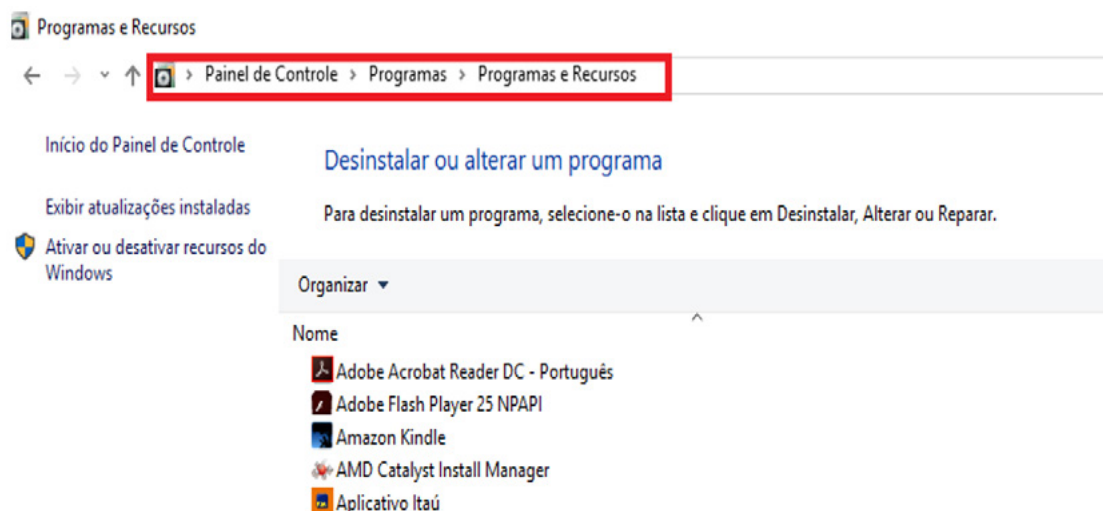 Programas e Recursos
Painel de Controle > Programas > Programas e Recursos
Início do Painel de Controle
Desinstalar ou alterar um programa
Exibir atualizações instaladas
Para desinstalar um programa, selecione-o na lista e clique em Desinstalar, Alterar ou Reparar.
Ativar ou desativar recursos do
Windows
Organizar
Nome
Adobe Acrobat Reader DC - Português
Adobe Flash Player 25 NPAPI
Amazon Kindle
AMD Catalyst Install Manager
Aplicativo Itaú